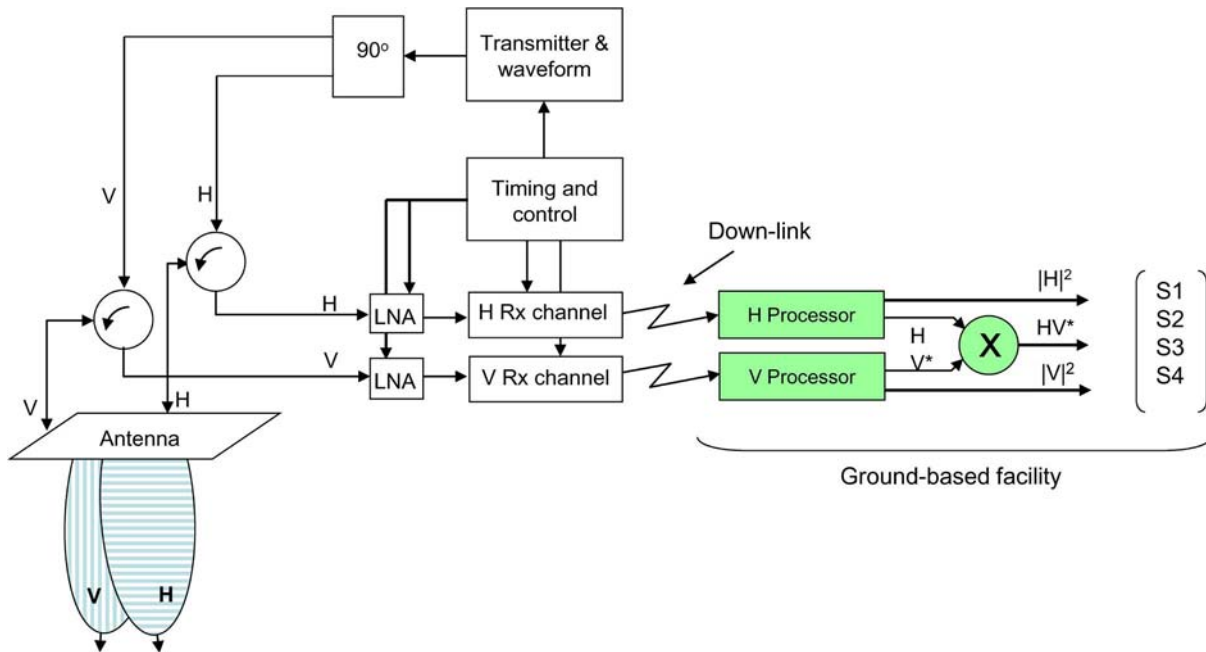 90°
Transmitter &
waveform
V
H
Timing and
control
Down-link
H
LNA
H Rx channel
H Processor
|H|²
H
V*
X
HV*
V
LNA
V Rx channel
V Processor
|V|²
S1
S2
S3
S4
V
H
Antenna
Ground-based facility
V
H